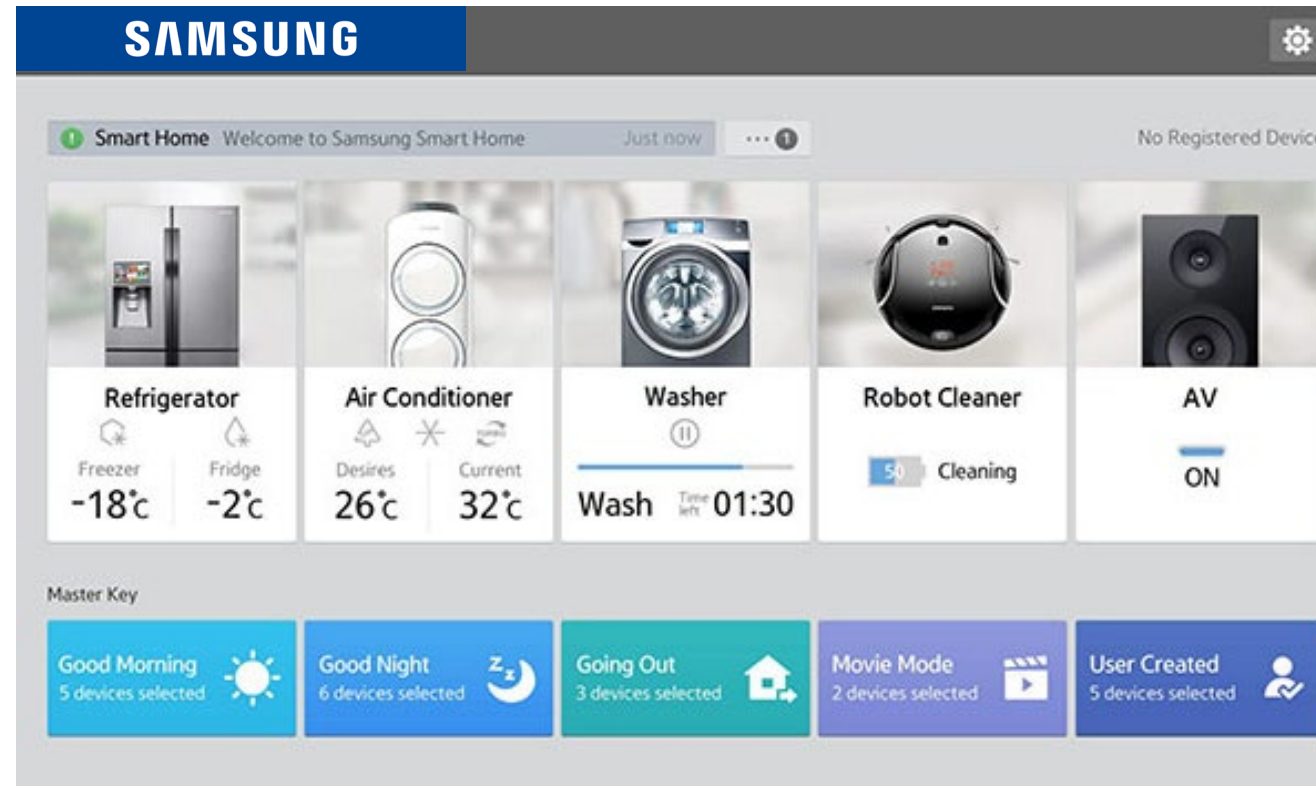 SAMSUNG
Smart Home Welcome to Samsung Smart Home Just now ... 1
No Registered Devic
Refrigerator
Freezer Fridge
-18°c -2°c
Air Conditioner
TURBO
Desires Current
26°c 32°c
Washer
Wash Time left 01:30
Robot Cleaner
50 Cleaning
AV
ON
Master Key
Good Morning
5 devices selected
Good Night
z z
6 devices selected
Going Out
3 devices selected
Movie Mode
2 devices selected
User Created
5 devices selected